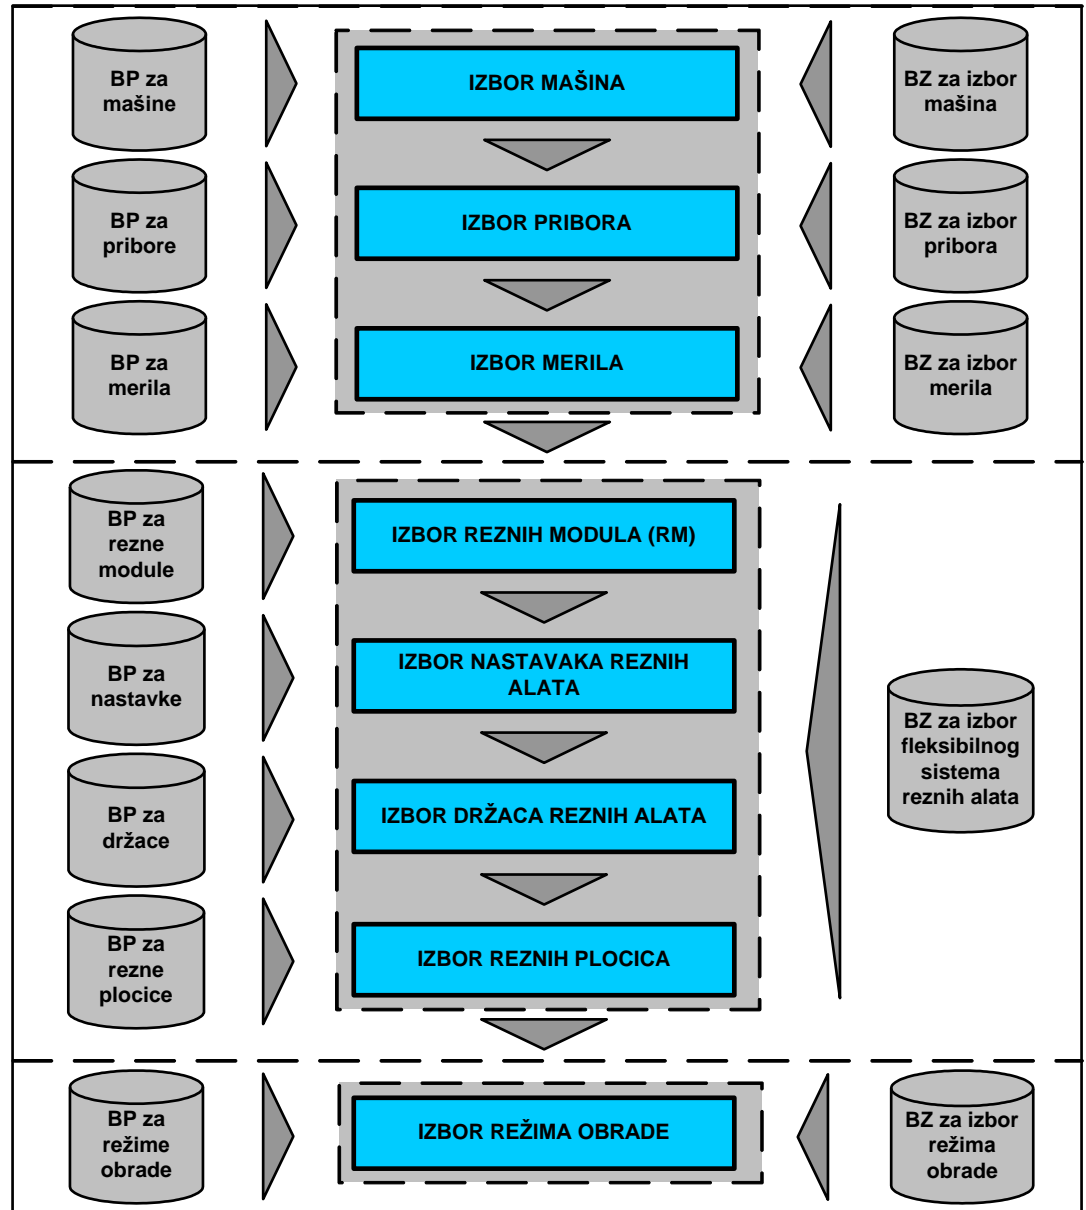 BP za
mašine
IZBOR MAŠINA
BZ za izbor
mašina
BP za
pribore
IZBOR PRIBORA
BZ za izbor
pribora
BP za
merila
IZBOR MERILA
BZ za izbor
merila
BP za
rezne
module
IZBOR REZNIH MODULA (RM)
BP za
nastavke
IZBOR NASTAVAKA REZNIH
ALATA
BZ za izbor
fleksibilnog
sistema
reznih alata
BP za
držace
IZBOR DRŽACA REZNIH ALATA
BP za
rezne
plocice
IZBOR REZNIH PLOCICA
BP za
režime
obrade
IZBOR REŽIMA OBRADE
BZ za izbor
režima
obrade